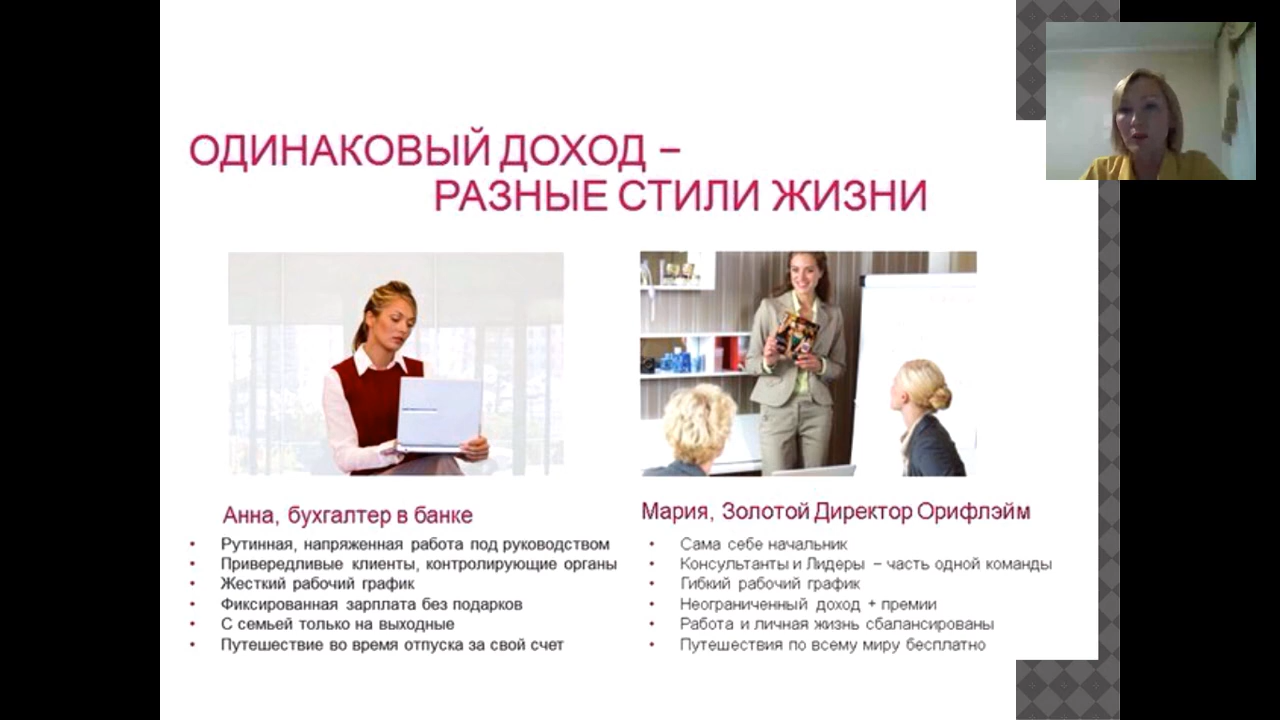 ОДИНАКОВЫЙ ДОХОД –
РАЗНЫЕ СТИЛИ ЖИЗНИ
Анна, бухгалтер в банке
• Рутинная, напряженная работа под руководством
• Привередливые клиенты, контролирующие органы
• Жесткий рабочий график
• Фиксированная зарплата без подарков
• С семьей только на выходные
• Путешествие во время отпуска за свой счет
Мария, Золотой Директор Орифлэйм
• Сама себе начальник
• Консультанты и Лидеры – часть одной команды
• Гибкий рабочий график
• Неограниченный доход + премии
• Работа и личная жизнь сбалансированы
• Путешествия по всему миру бесплатно